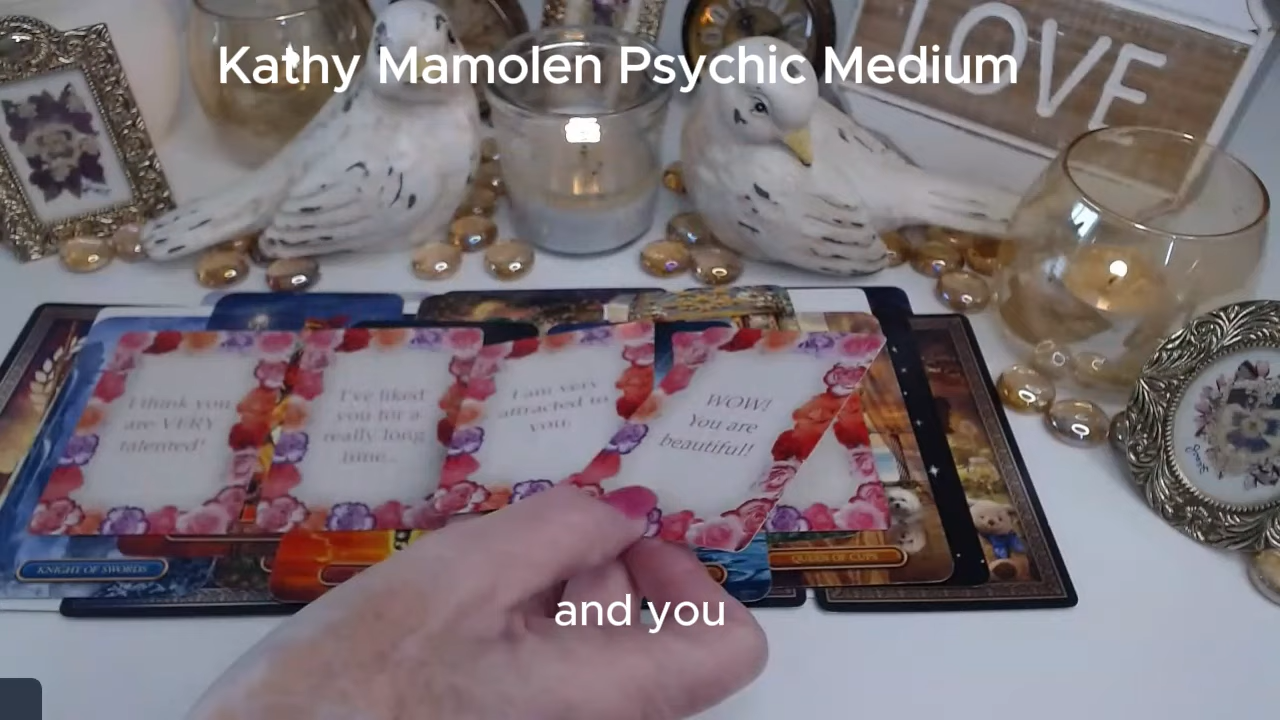 Kathy Mamolen Psychic Medium
LOVE
I think you
are VERY
talented!
I've liked
you for a
really long
time...
I am very
attracted to
you
WOW!
You are
beautiful!
KNIGHT OF SWORDS
QUEEN OF CUPS
and you